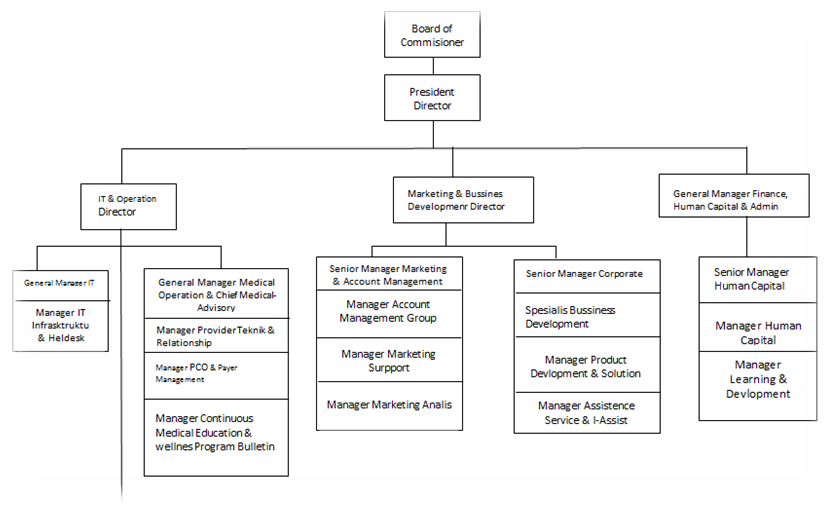 Board of
Commisioner
President
Director
IT & Operation
Director
Marketing & Bussines
Developmenr Director
General Manager Finance,
Human Capital & Admin
General Manager IT
Manager IT
Infrasktruktu
& Heldesk
General Manager Medical
Operation & Chief Medical-
Advisory
Manager Provider Teknik &
Relationship
Manager PCO & Payer
Management
Manager Continuous
Medical Education &
wellnes Program Bulletin
Senior Manager Marketing
& Account Management
Manager Account
Management Group
Manager Marketing
Surpport
Manager Marketing Analis
Senior Manager Corporate
Spesialis Bussiness
Development
Manager Product
Devlopment & Solution
Manager Assistence
Service & I-Assist
Senior Manager
Human Capital
Manager Human
Capital
Manager
Learning &
Devlopment